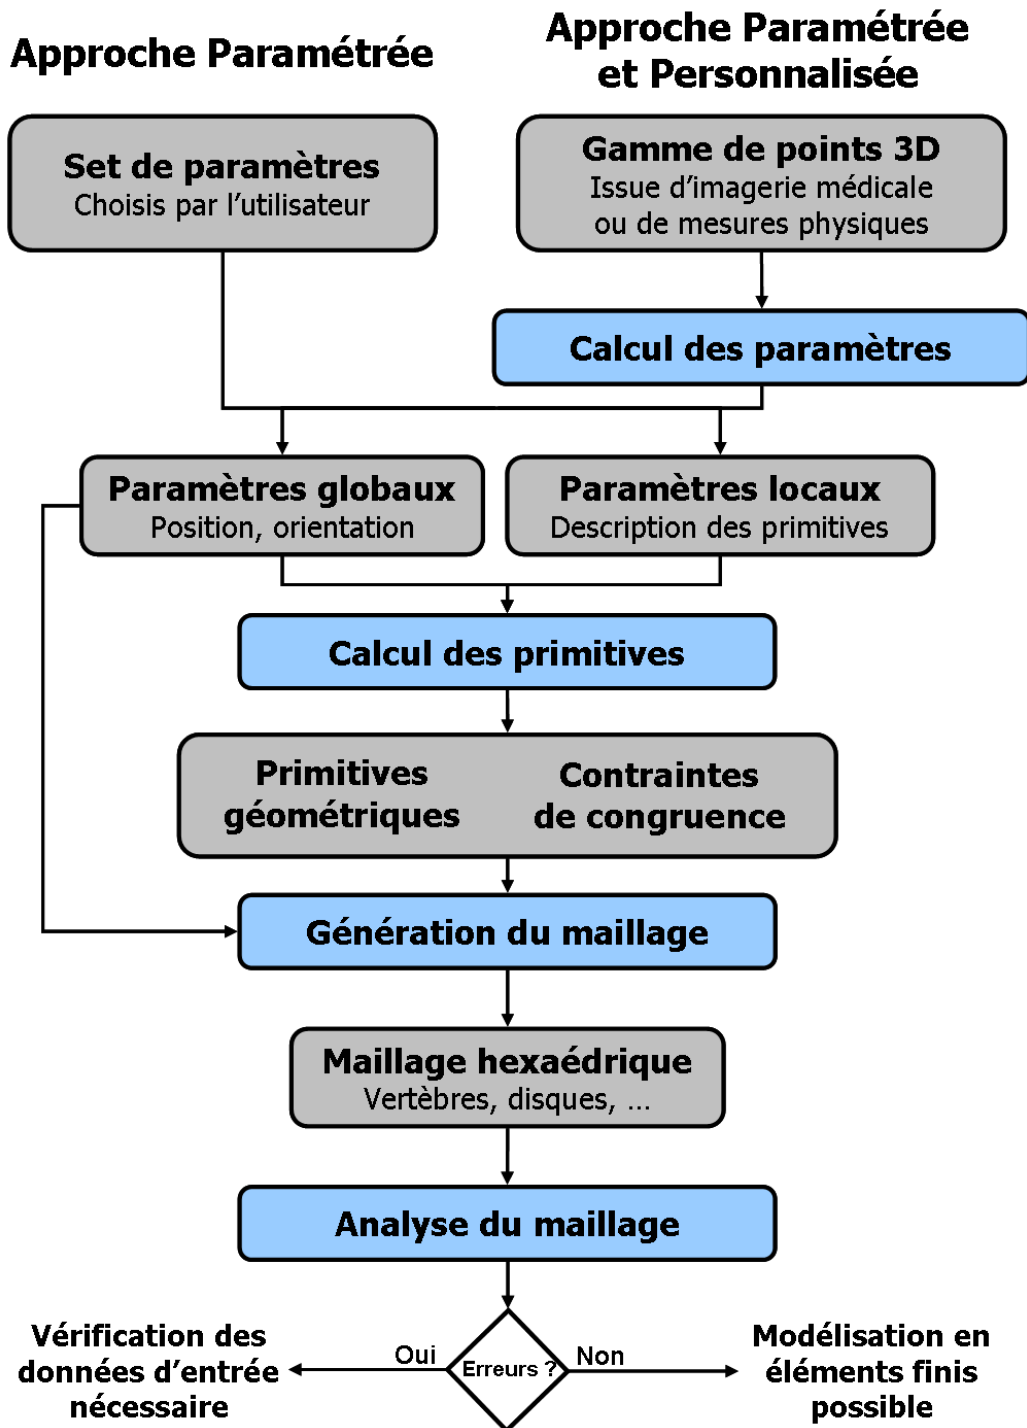 Approche Paramétrée
Approche Paramétrée
et Personnalisée
Set de paramètres
Choisis par l'utilisateur
Gamme de points 3D
Issue d'imagerie médicale
ou de mesures physiques
Calcul des paramètres
Paramètres globaux
Position, orientation
Paramètres locaux
Description des primitives
Calcul des primitives
Primitives
géométriques
Contraintes
de congruence
Génération du maillage
Maillage hexaédrique
Vertèbres, disques, ...
Analyse du maillage
Vérification des
données d'entrée
nécessaire
Oui
Erreurs ?
Non
Modélisation en
éléments finis
possible